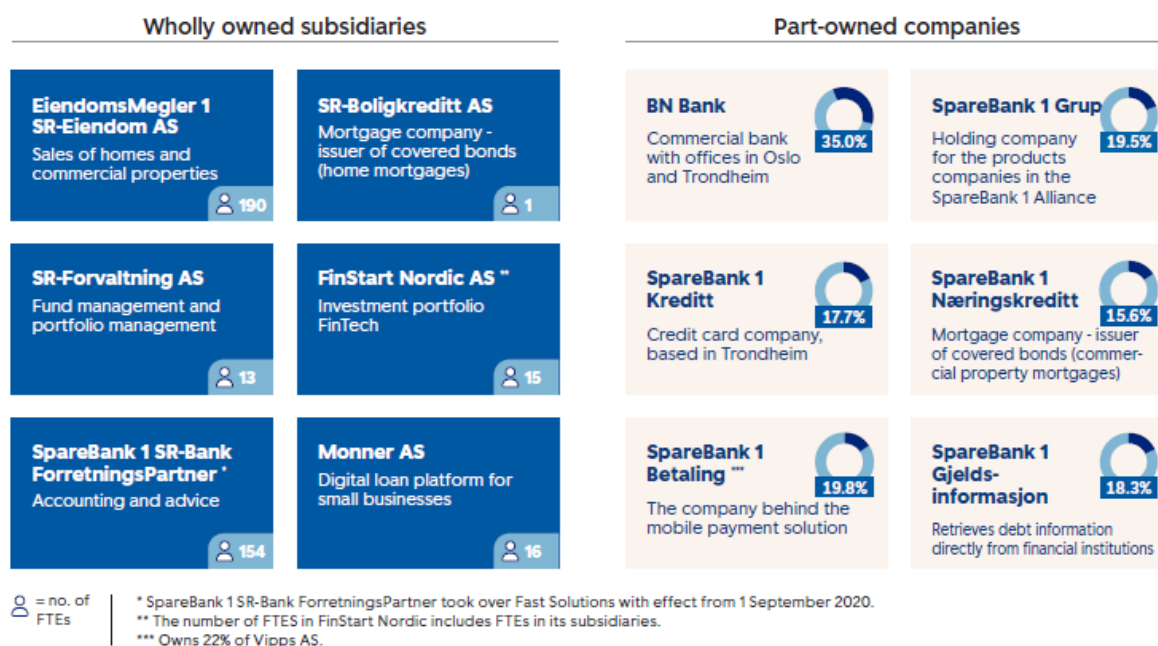 Wholly owned subsidiaries
EiendomsMegler 1
SR-Eiendom AS
Sales of homes and
commercial properties
190
SR-Boligkreditt AS
Mortgage company -
issuer of covered bonds
(home mortgages)
1
SR-Forvaltning AS
Fund management and
portfolio management
13
FinStart Nordic AS **
Investment portfolio
FinTech
15
SpareBank 1 SR-Bank
ForretningsPartner *
Accounting and advice
154
Monner AS
Digital loan platform for
small businesses
16
Part-owned companies
BN Bank
Commercial bank
with offices in Oslo
and Trondheim
35.0%
SpareBank 1 Grup
Holding company
for the products
companies in the
SpareBank 1 Alliance
19.5%
SpareBank 1
Kreditt
Credit card company,
based in Trondheim
17.7%
SpareBank 1
Næringskreditt
Mortgage company - issuer
of covered bonds (commer-
cial property mortgages)
15.6%
SpareBank 1
Betaling ***
The company behind the
mobile payment solution
19.8%
SpareBank 1
Gjelds-
informasjon
Retrieves debt information
directly from financial institutions
18.3%
= no. of
FTEs
* SpareBank 1 SR-Bank ForretningsPartner took over Fast Solutions with effect from 1 September 2020.
** The number of FTES in FinStart Nordic includes FTEs in its subsidiaries.
*** Owns 22% of Vipps AS.